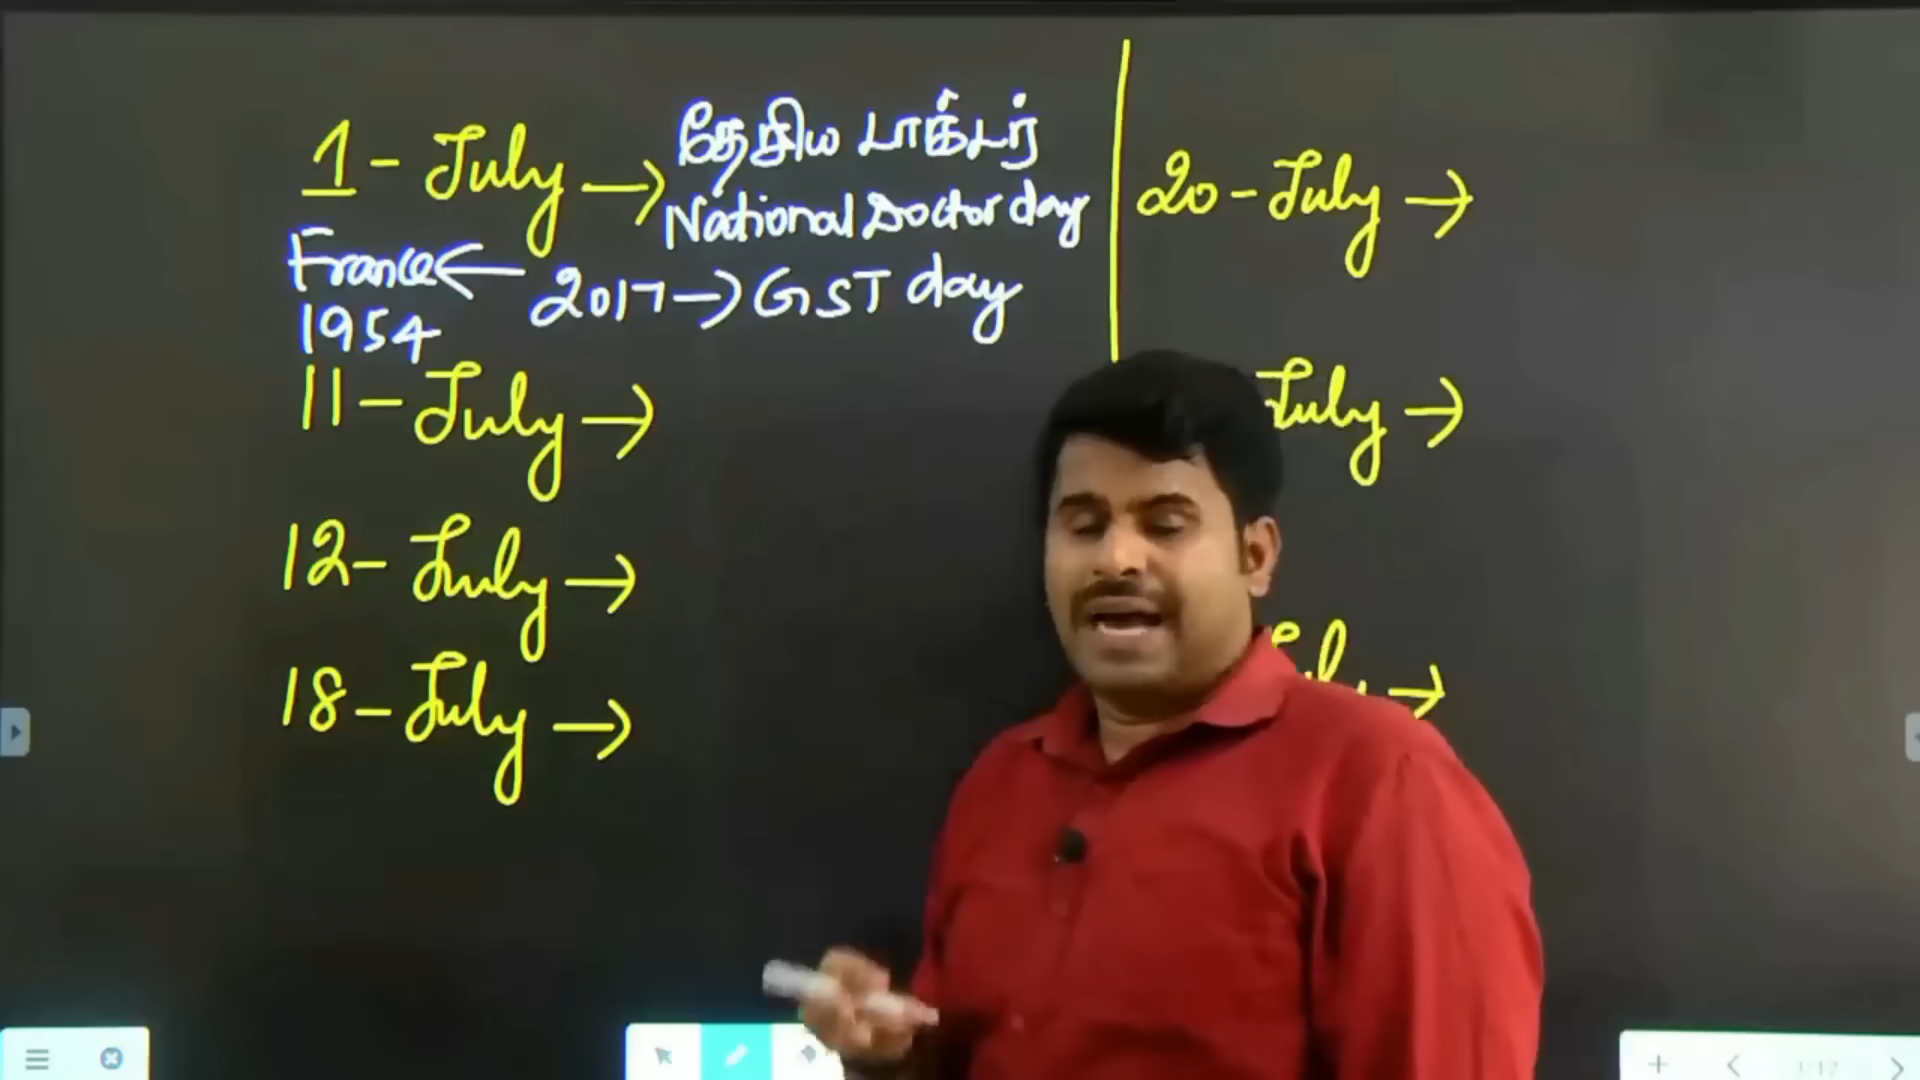 1 - July → தேசிய டாக்டர்
National Doctor day
France ← 2017 → GST day
1954
11 - July →
12 - July →
18 - July →
20 - July →
July →